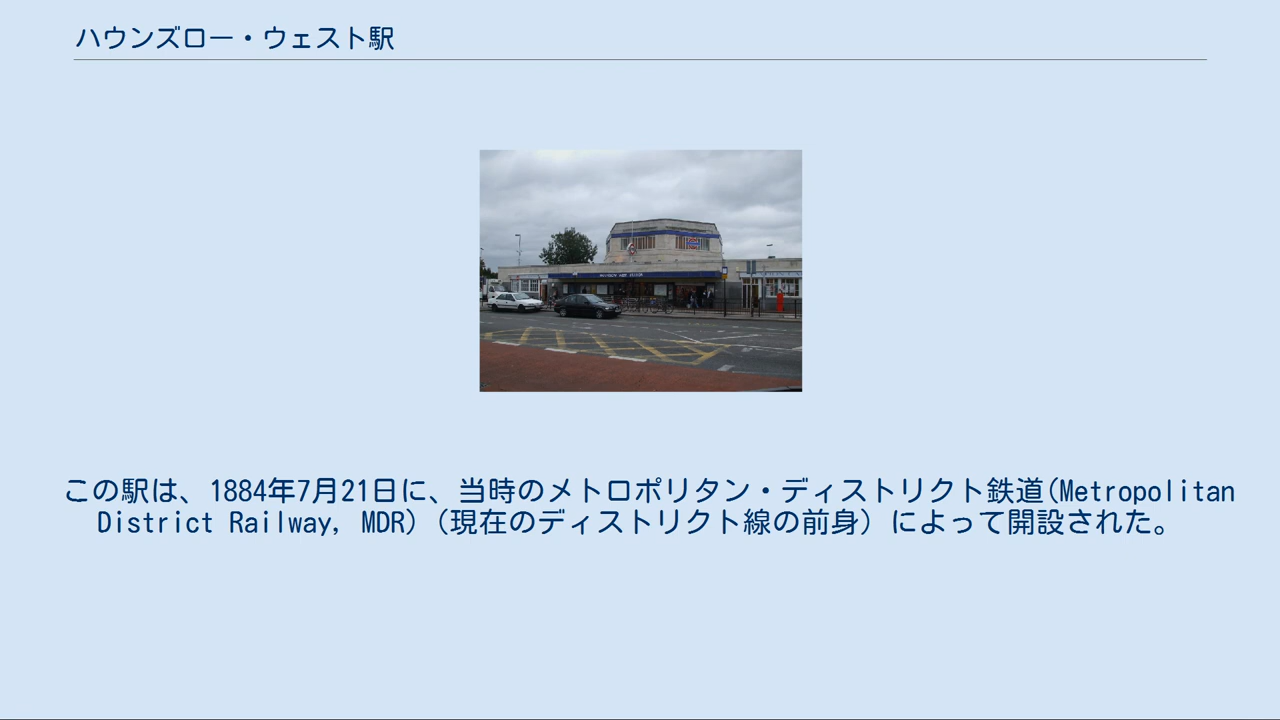 ハウンズロー・ウェスト駅
この駅は、1884年7月21日に、当時のメトロポリタン・ディストリクト鉄道(Metropolitan
District Railway, MDR) (現在のディストリクト線の前身) によって開設された。